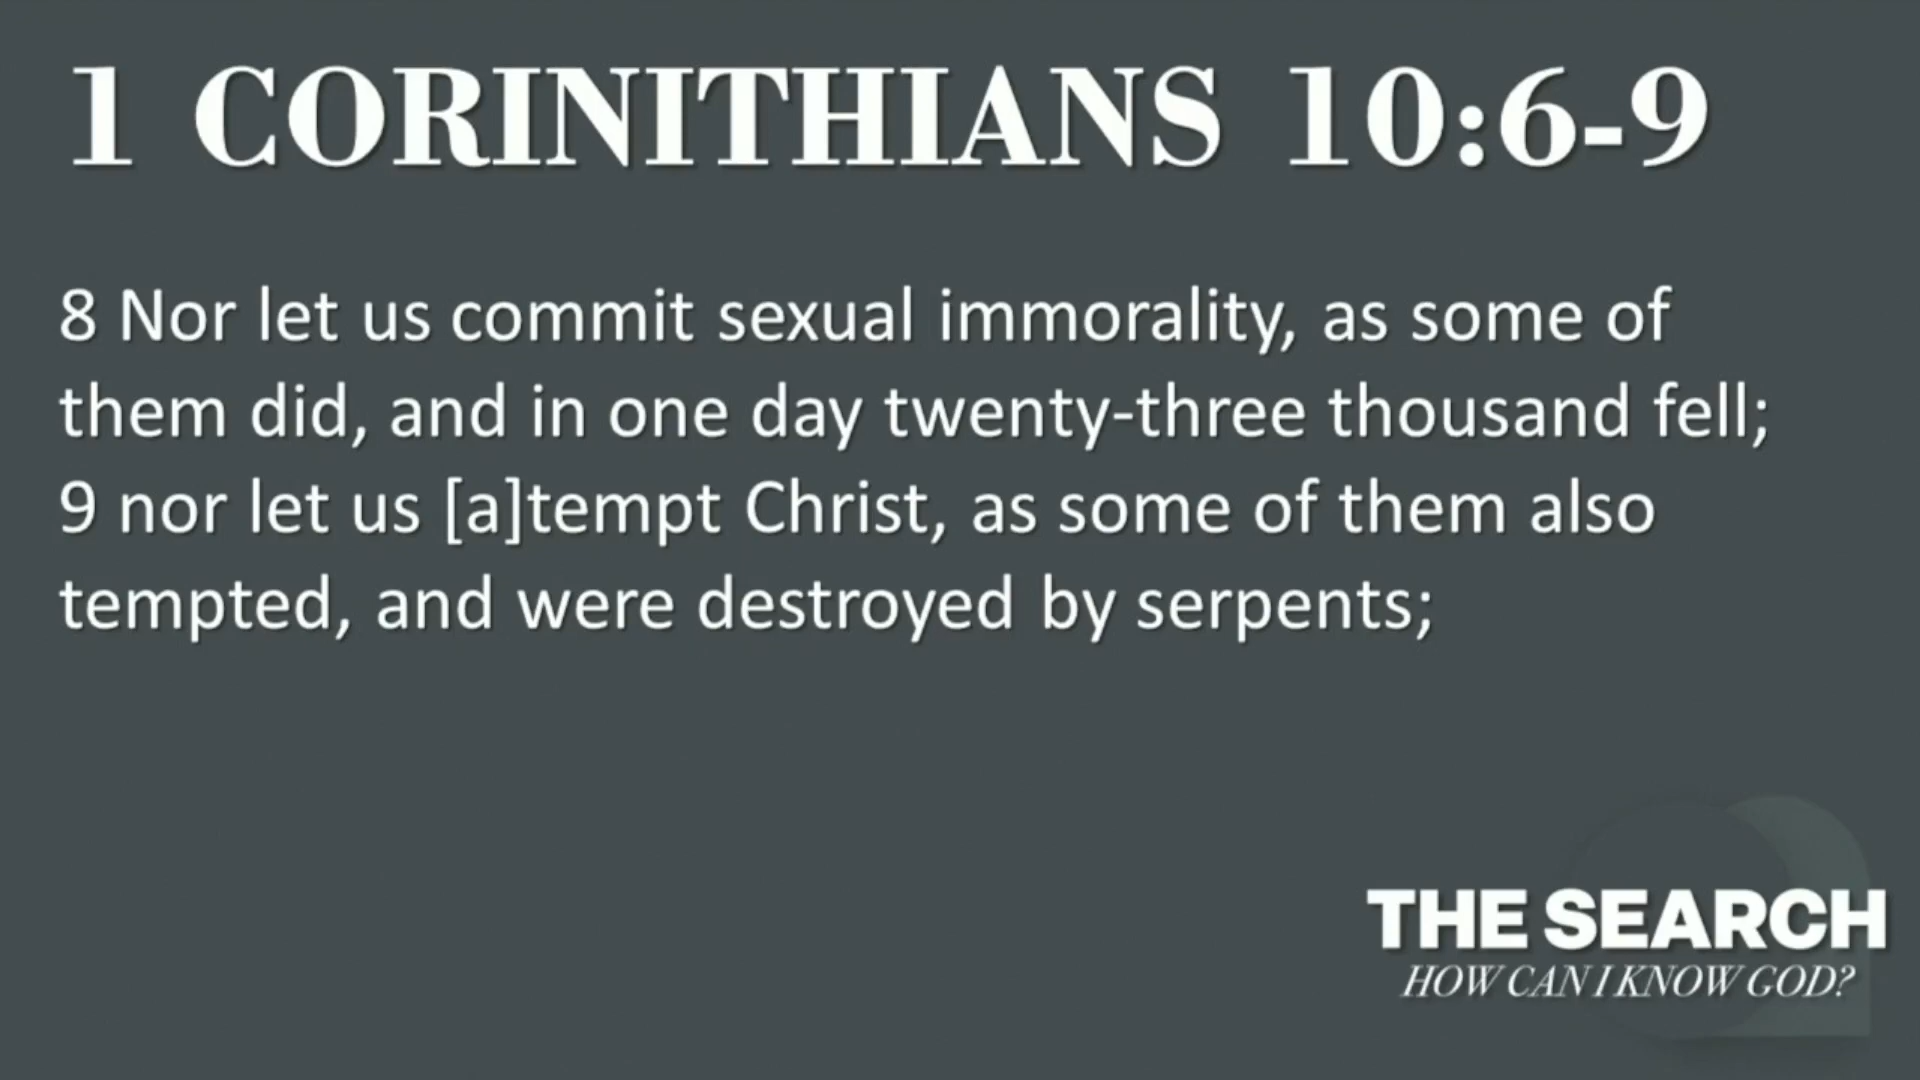 1 CORINITHIANS 10:6-9
8 Nor let us commit sexual immorality, as some of
them did, and in one day twenty-three thousand fell;
9 nor let us [a]tempt Christ, as some of them also
tempted, and were destroyed by serpents;
THE SEARCH
HOW CAN I KNOW GOD?